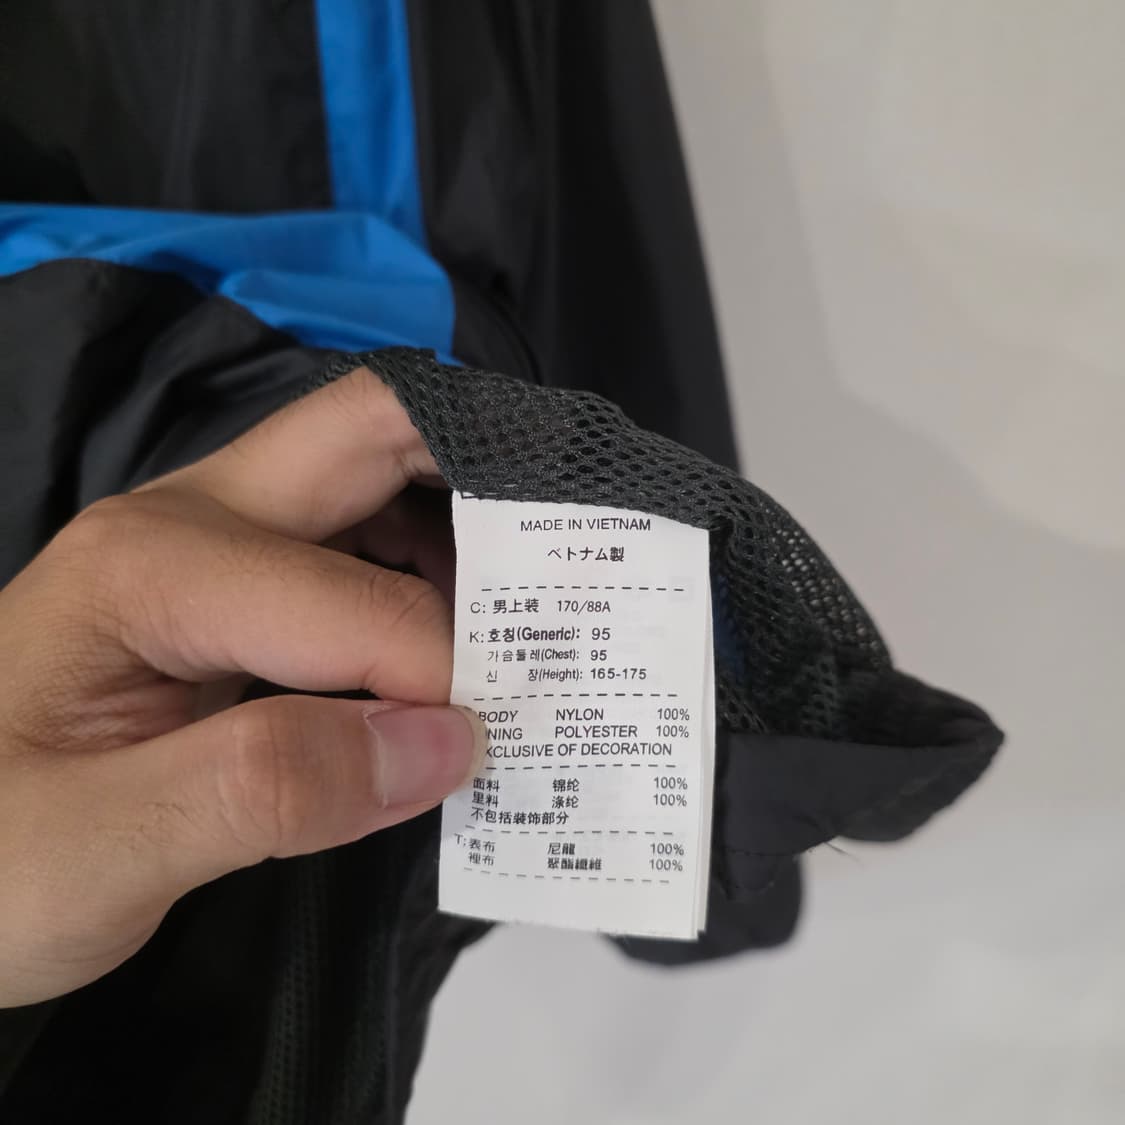 MADE IN VIETNAM
ベトナム製
C: 男上装 170/88A
K: 호칭(Generic): 95
가슴둘레(Chest): 95
신 장(Height): 165-175
BODY NYLON 100%
NING POLYESTER 100%
XCLUSIVE OF DECORATION
面料 锦纶 100%
里料 涤纶 100%
不包括装饰部分
T: 表布 尼龍 100%
裡布 聚酯纖維 100%